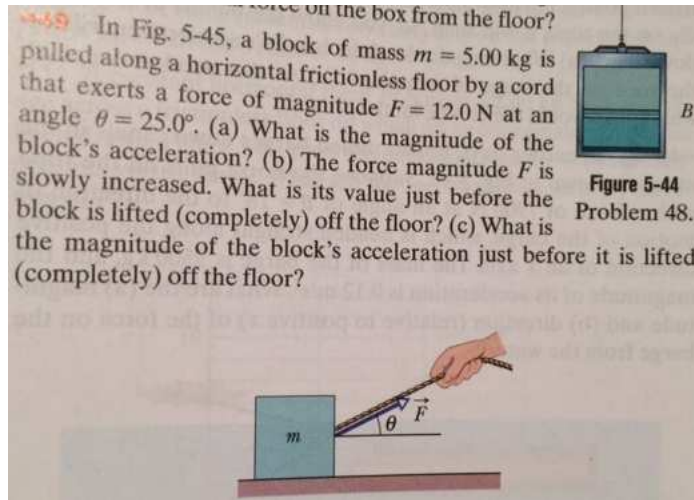 on the box from the floor?
In Fig. 5-45, a block of mass m = 5.00 kg is
pulled along a horizontal frictionless floor by a cord
that exerts a force of magnitude F = 12.0 N at an
angle θ = 25.0°. (a) What is the magnitude of the
block's acceleration? (b) The force magnitude F is
slowly increased. What is its value just before the
block is lifted (completely) off the floor? (c) What is
the magnitude of the block's acceleration just before it is lifted
(completely) off the floor?
B
Figure 5-44
Problem 48.
m
θ
F⃗